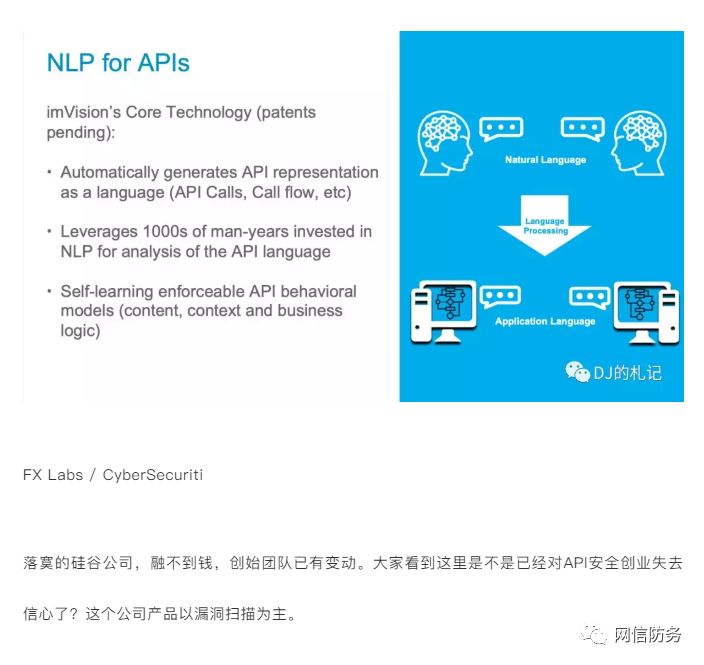 NLP for APIs
imVision's Core Technology (patents
pending):
• Automatically generates API representation
as a language (API Calls, Call flow, etc)
• Leverages 1000s of man-years invested in
NLP for analysis of the API language
• Self-learning enforceable API behavioral
models (content, context and business
logic)
Natural Language
Language
Processing
Application Language
DJ的札记
FX Labs / CyberSecuriti
落寞的硅谷公司，融不到钱，创始团队已有变动。大家看到这里是不是已经对API安全创业失去
信心了？这个公司产品以漏洞扫描为主。
网信防务